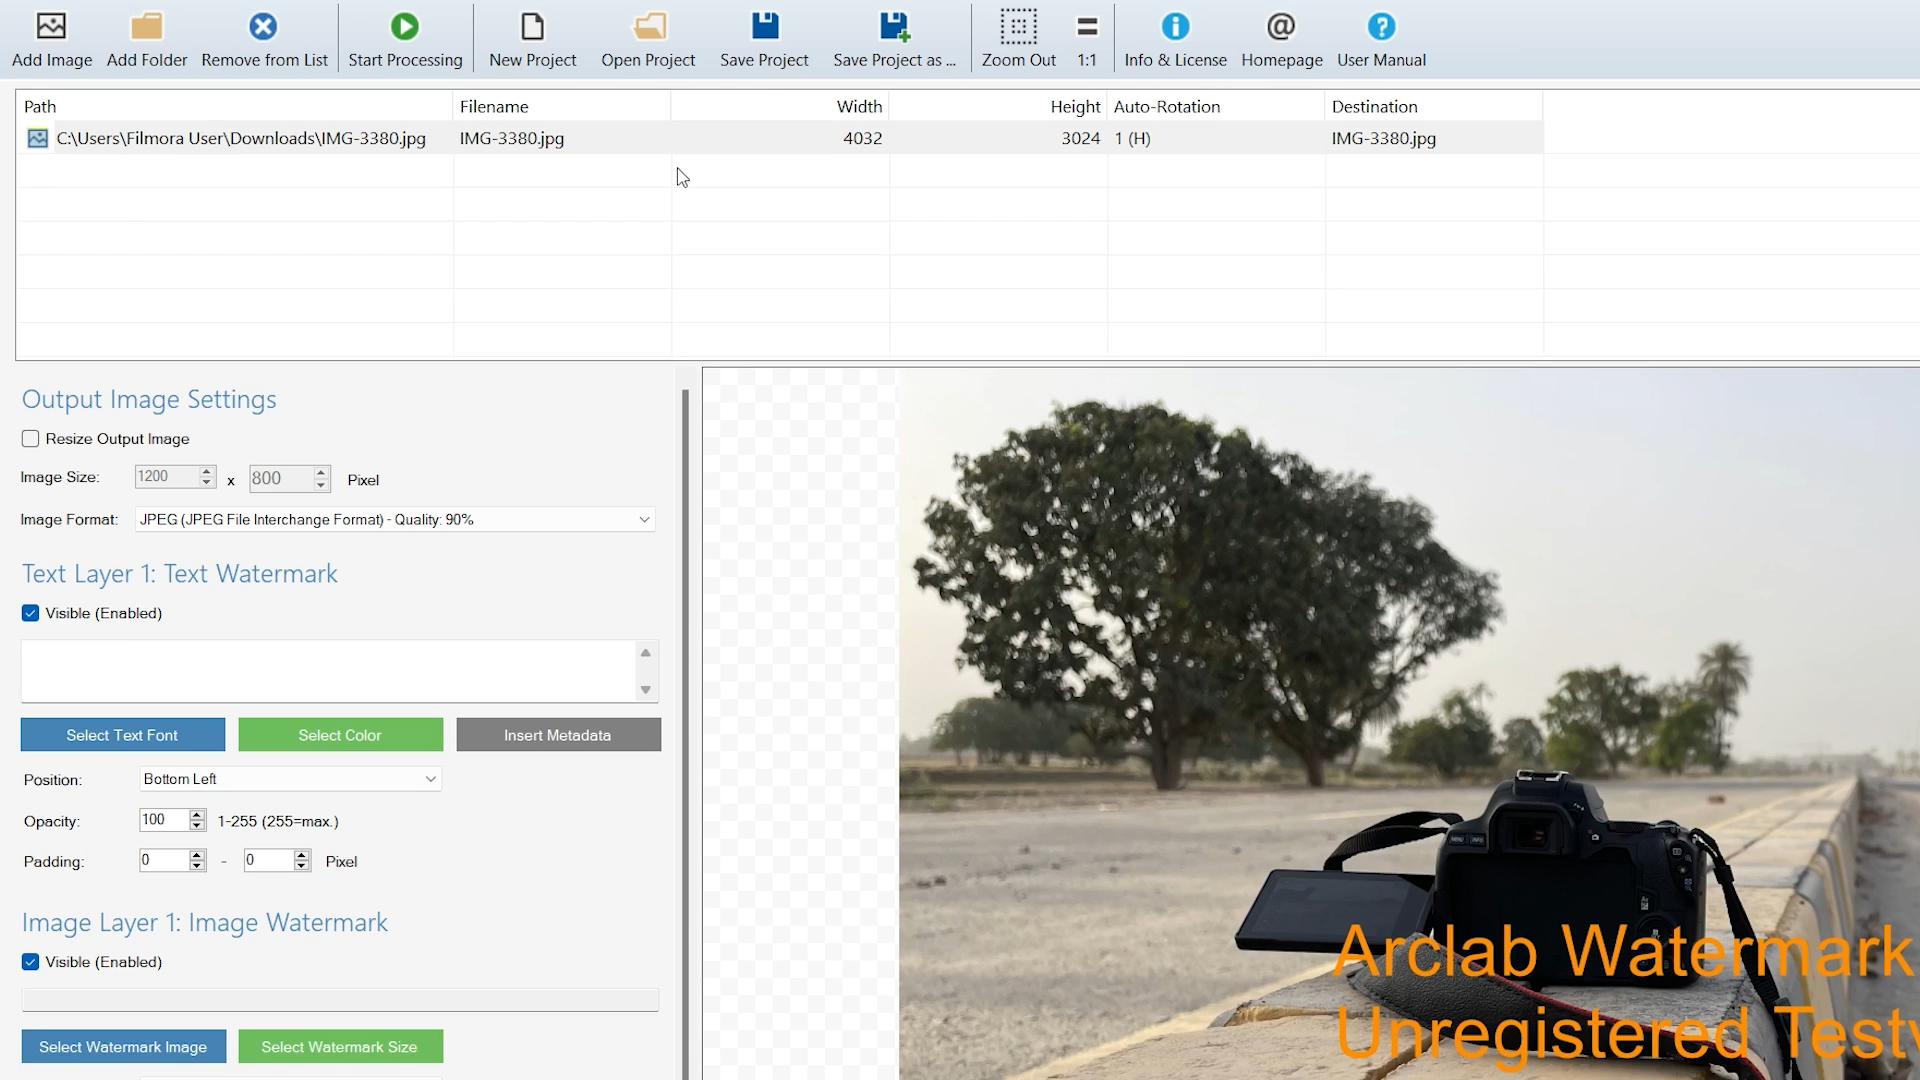 Add Image Add Folder Remove from List Start Processing New Project Open Project Save Project Save Project as ... Zoom Out 1:1 Info & License Homepage User Manual
Path Filename Width Height Auto-Rotation Destination
C:\Users\Filmora User\Downloads\IMG-3380.jpg IMG-3380.jpg 4032 3024 1 (H) IMG-3380.jpg
Output Image Settings
Resize Output Image
Image Size: 1200 x 800 Pixel
Image Format: JPEG (JPEG File Interchange Format) - Quality: 90%
Text Layer 1: Text Watermark
Visible (Enabled)
Select Text Font Select Color Insert Metadata
Position: Bottom Left
Opacity: 100 1-255 (255=max.)
Padding: 0 - 0 Pixel
Image Layer 1: Image Watermark
Visible (Enabled)
Select Watermark Image Select Watermark Size
Arclab Watermark
Unregistered Test